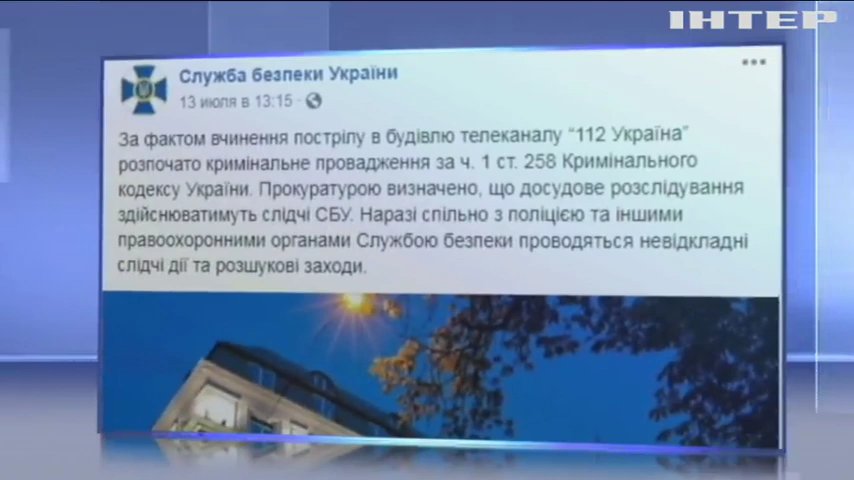 ІНТЕР
Служба безпеки України
13 июля в 13:15 ·
За фактом вчинення пострілу в будівлю телеканалу “112 Україна”
розпочато кримінальне провадження за ч. 1 ст. 258 Кримінального
кодексу України. Прокуратурою визначено, що досудове розслідування
здійснюватимуть слідчі СБУ. Наразі спільно з поліцією та іншими
правоохоронними органами Службою безпеки проводяться невідкладні
слідчі дії та розшукові заходи.